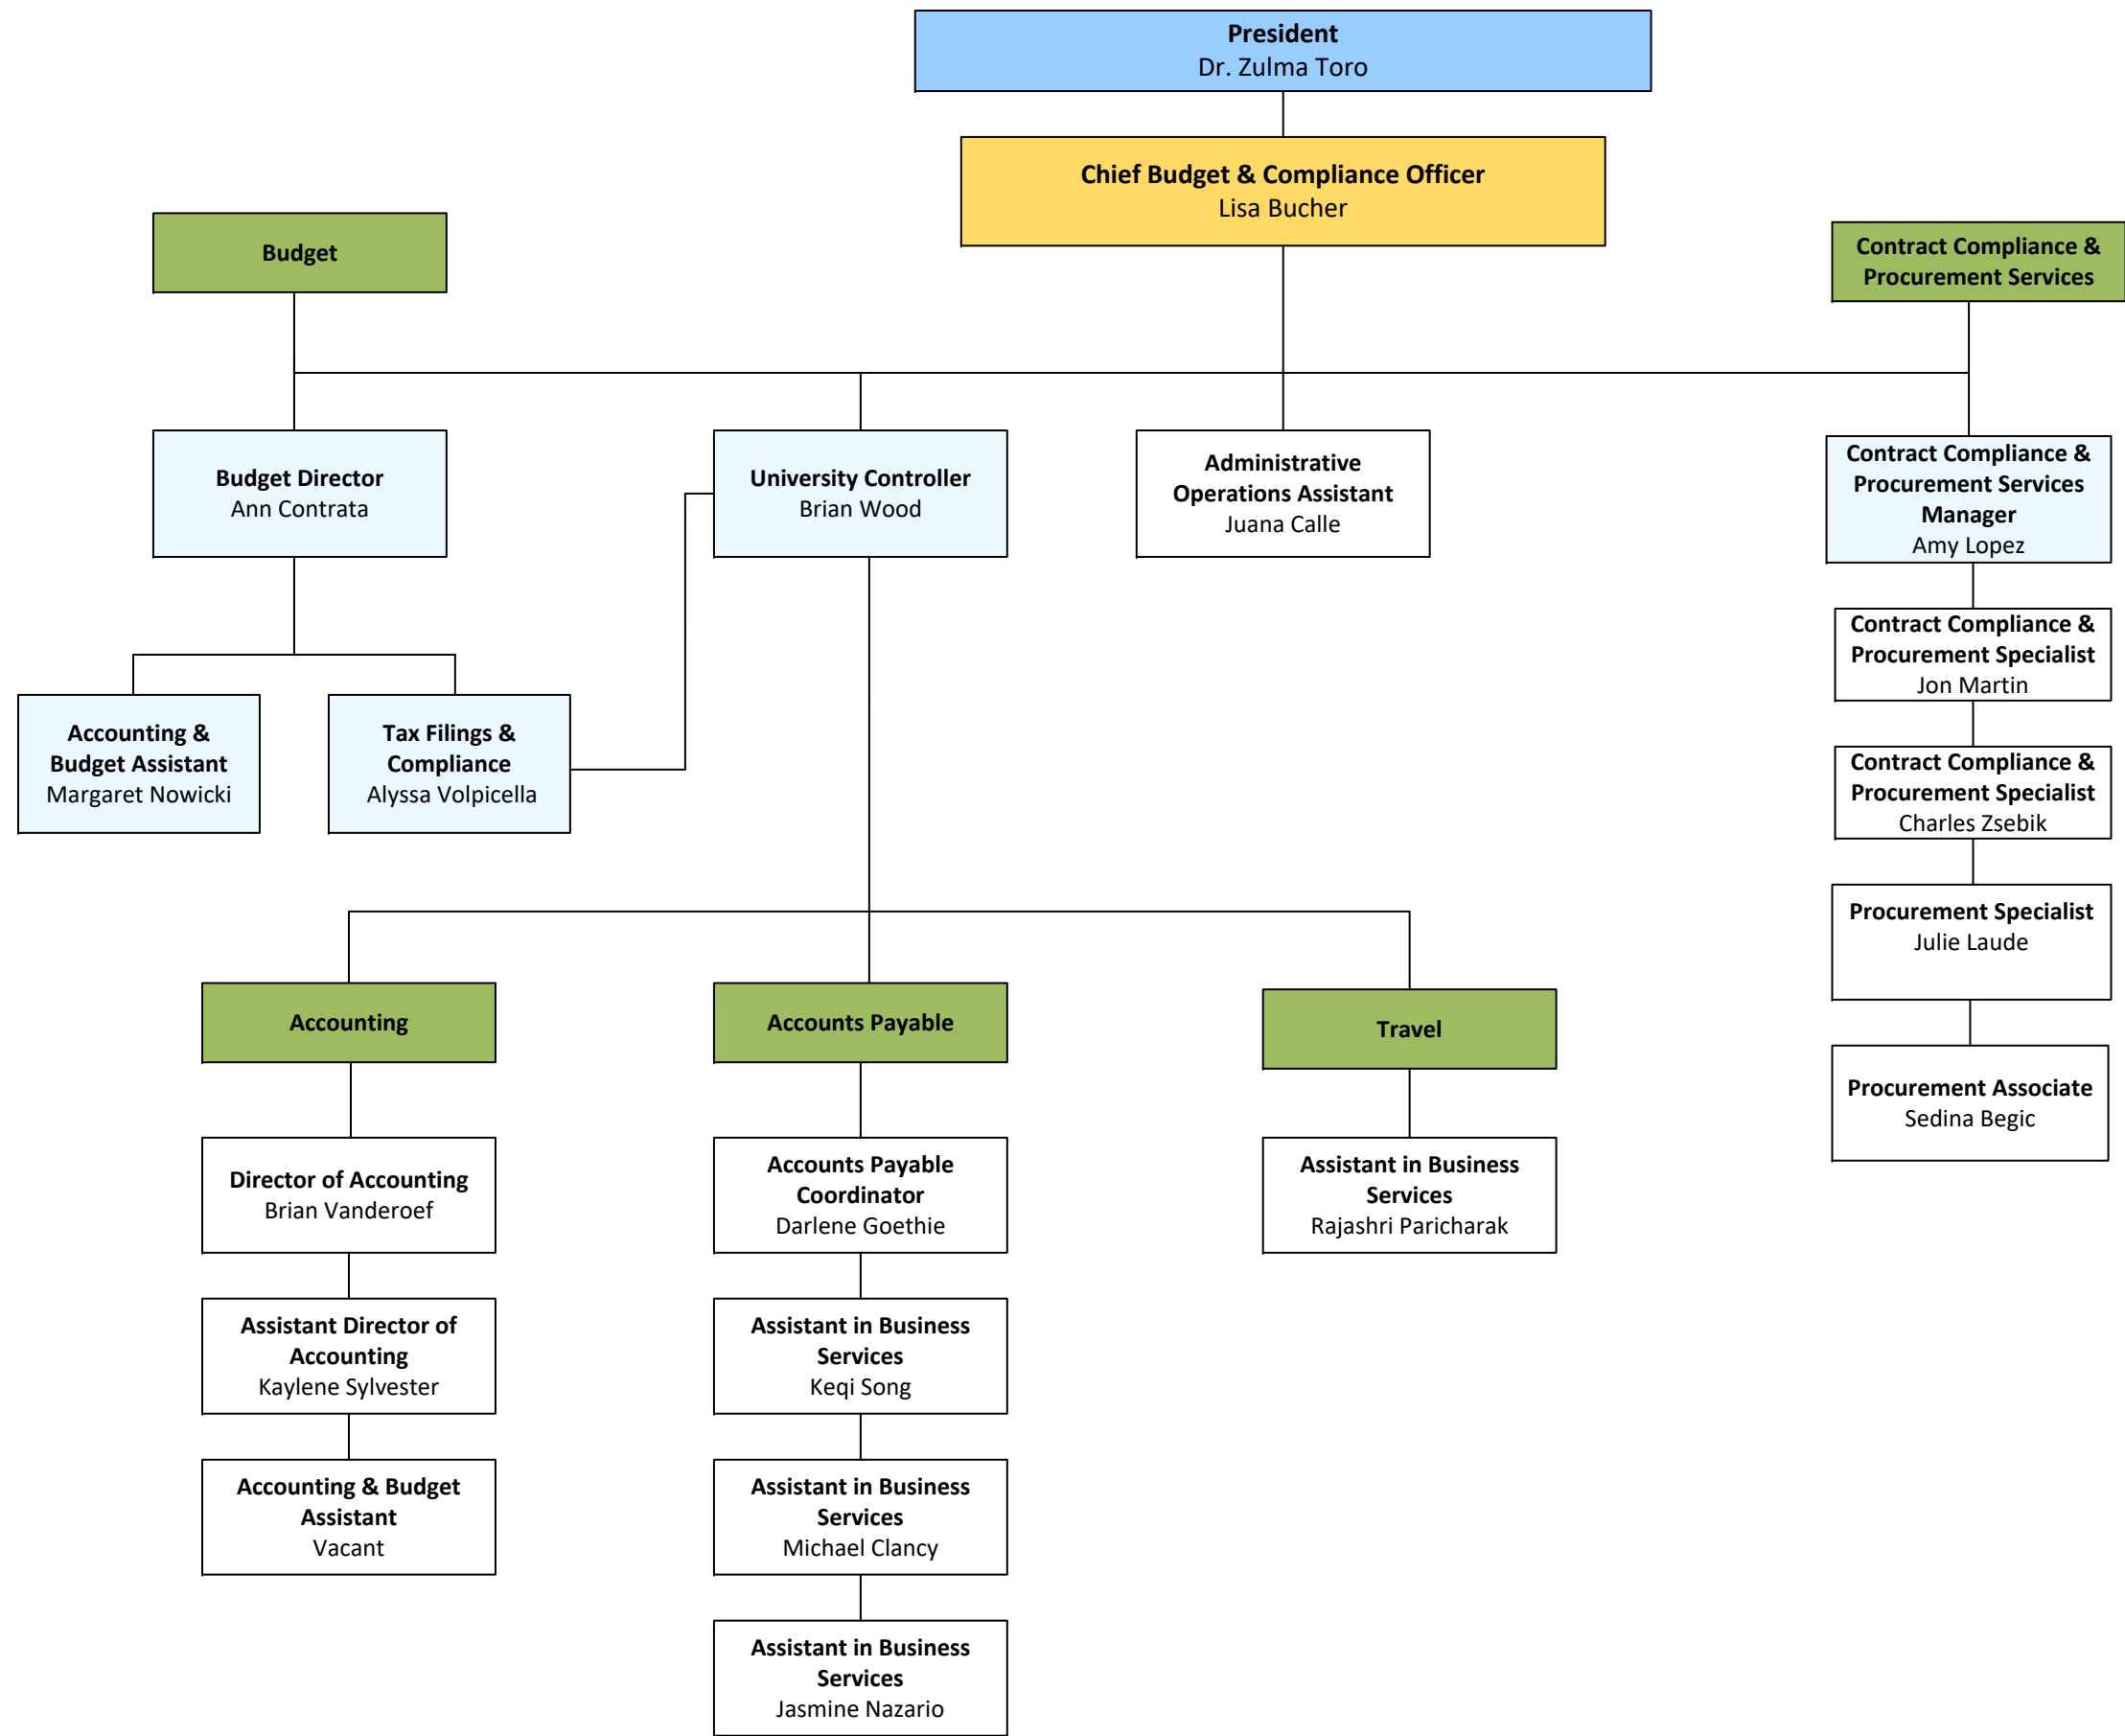 President
Dr. Zulma Toro
Chief Budget & Compliance Officer
Lisa Bucher
Budget
Contract Compliance &
Procurement Services
Budget Director
Ann Contrata
University Controller
Brian Wood
Administrative
Operations Assistant
Juana Calle
Contract Compliance &
Procurement Services
Manager
Amy Lopez
Contract Compliance &
Procurement Specialist
Jon Martin
Accounting &
Budget Assistant
Margaret Nowicki
Tax Filings &
Compliance
Alyssa Volpicella
Contract Compliance &
Procurement Specialist
Charles Zsebik
Procurement Specialist
Julie Laude
Accounting
Accounts Payable
Travel
Procurement Associate
Sedina Begic
Director of Accounting
Brian Vanderoef
Accounts Payable
Coordinator
Darlene Goethie
Assistant in Business
Services
Rajashri Paricharak
Assistant Director of
Accounting
Kaylene Sylvester
Assistant in Business
Services
Keqi Song
Accounting & Budget
Assistant
Vacant
Assistant in Business
Services
Michael Clancy
Assistant in Business
Services
Jasmine Nazario